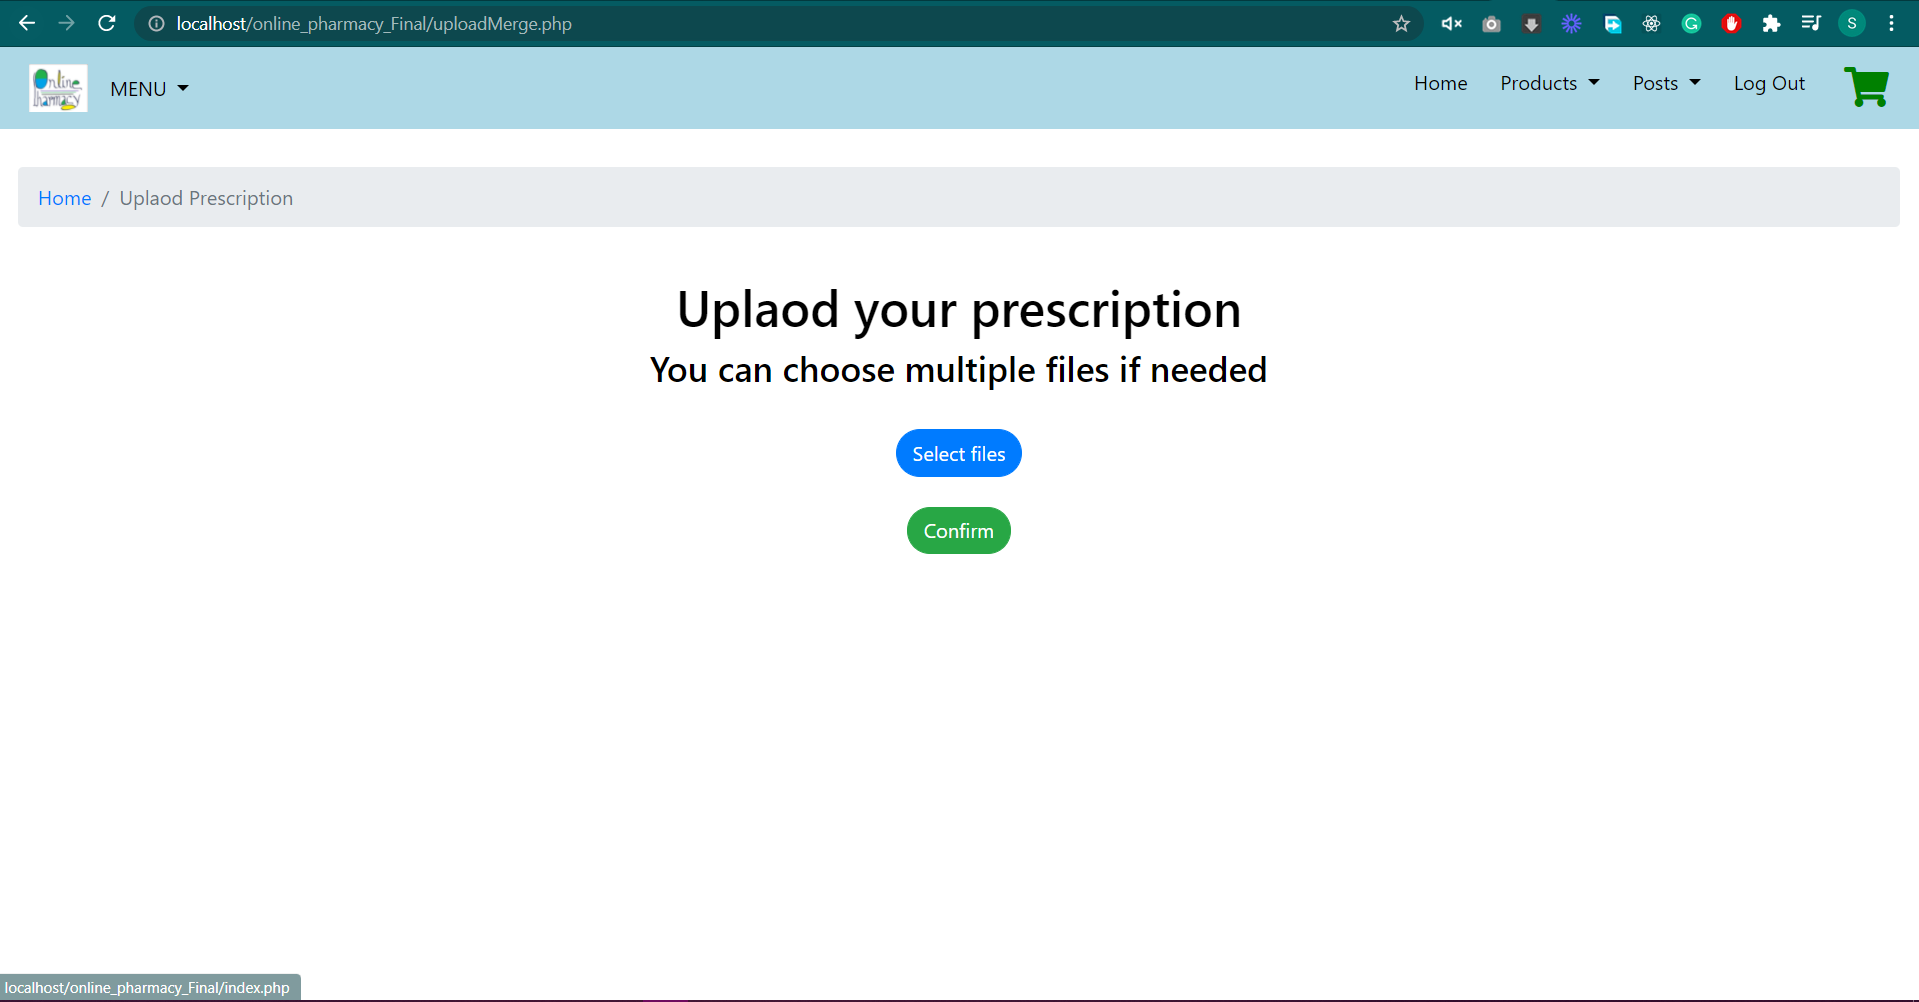 localhost/online_pharmacy_Final/uploadMerge.php
S
Online
Pharmacy
MENU
Home Products Posts Log Out
Home / Uplaod Prescription
Uplaod your prescription
You can choose multiple files if needed
Select files
Confirm
localhost/online_pharmacy_Final/index.php